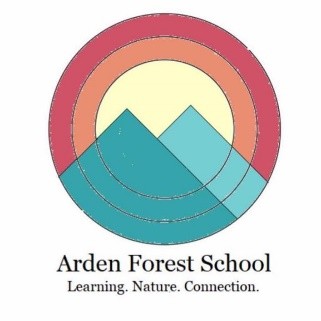 Arden Forest School
Learning. Nature. Connection.